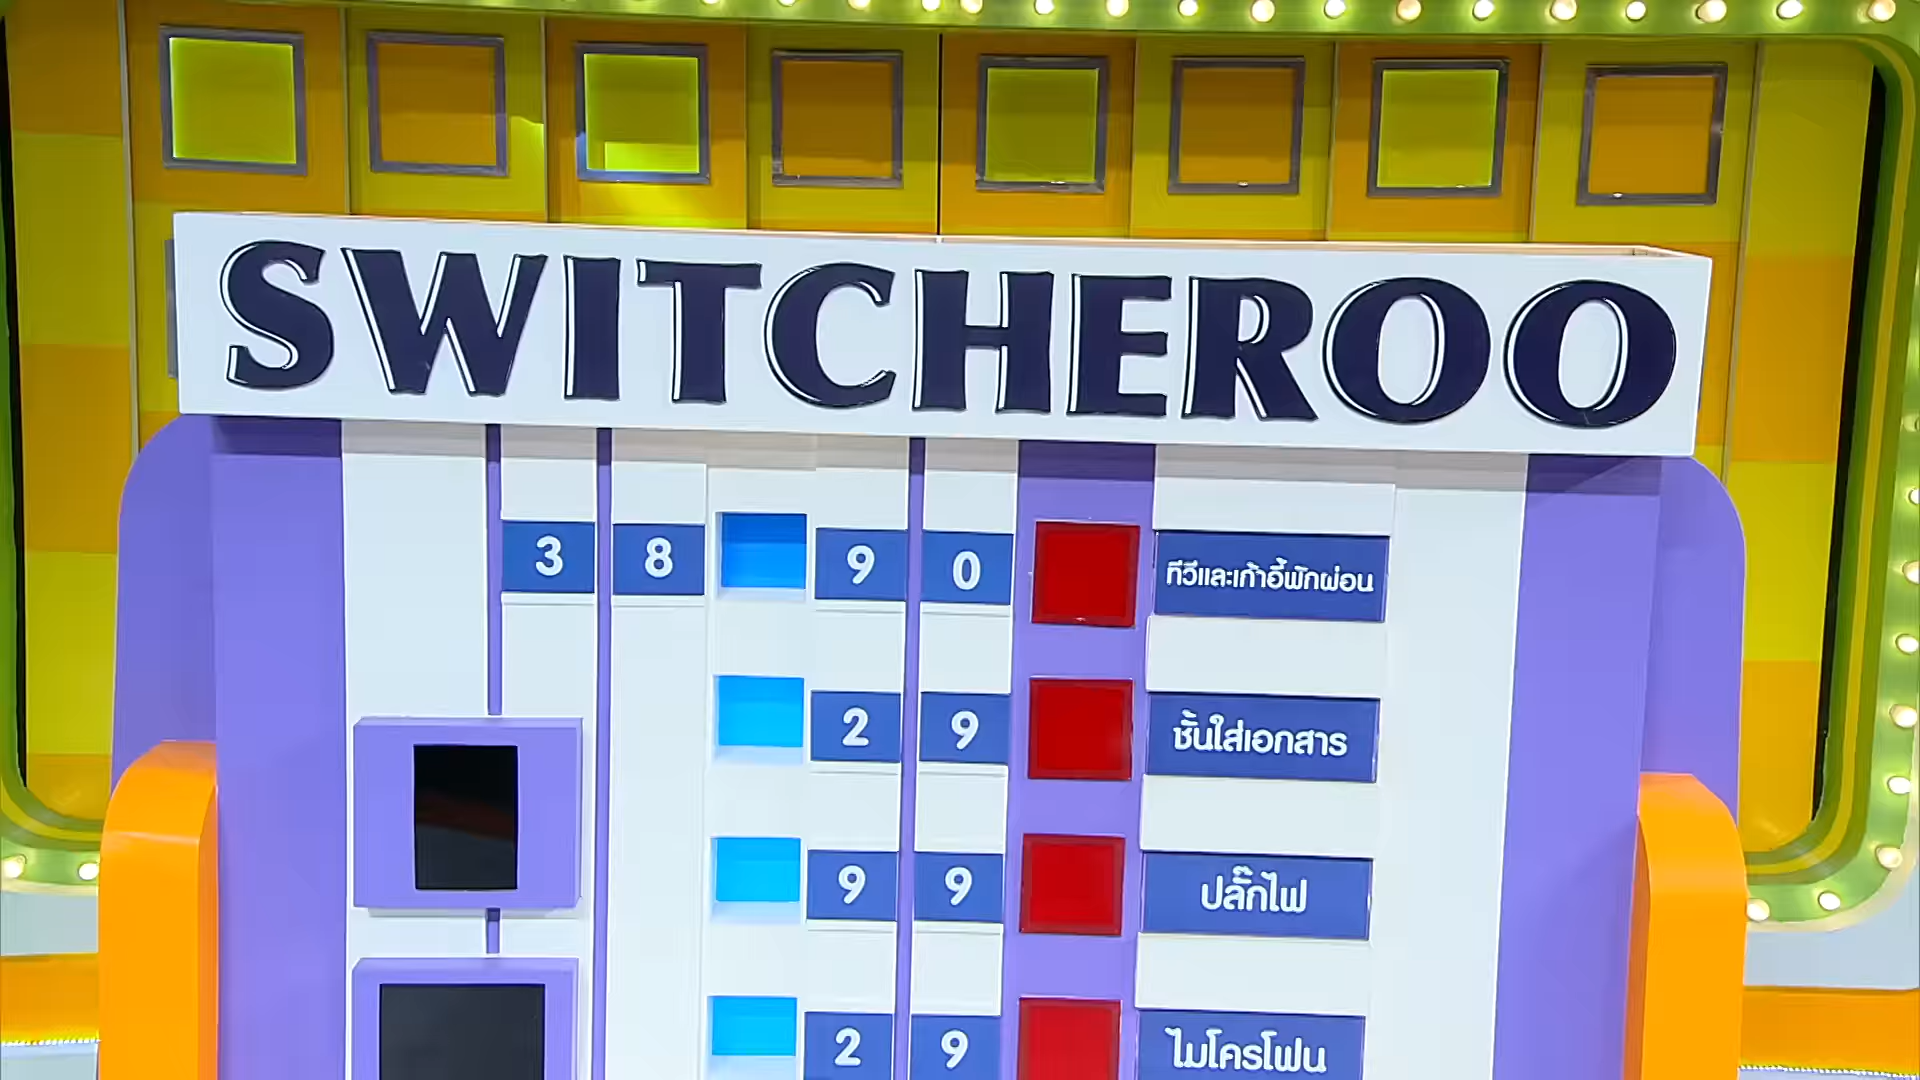 SWITCHEROO
3 8 9 0 ทีวีและเก้าอี้พักผ่อน
2 9 ชั้นใส่เอกสาร
9 9 ปลั๊กไฟ
2 9 ไมโครโฟน